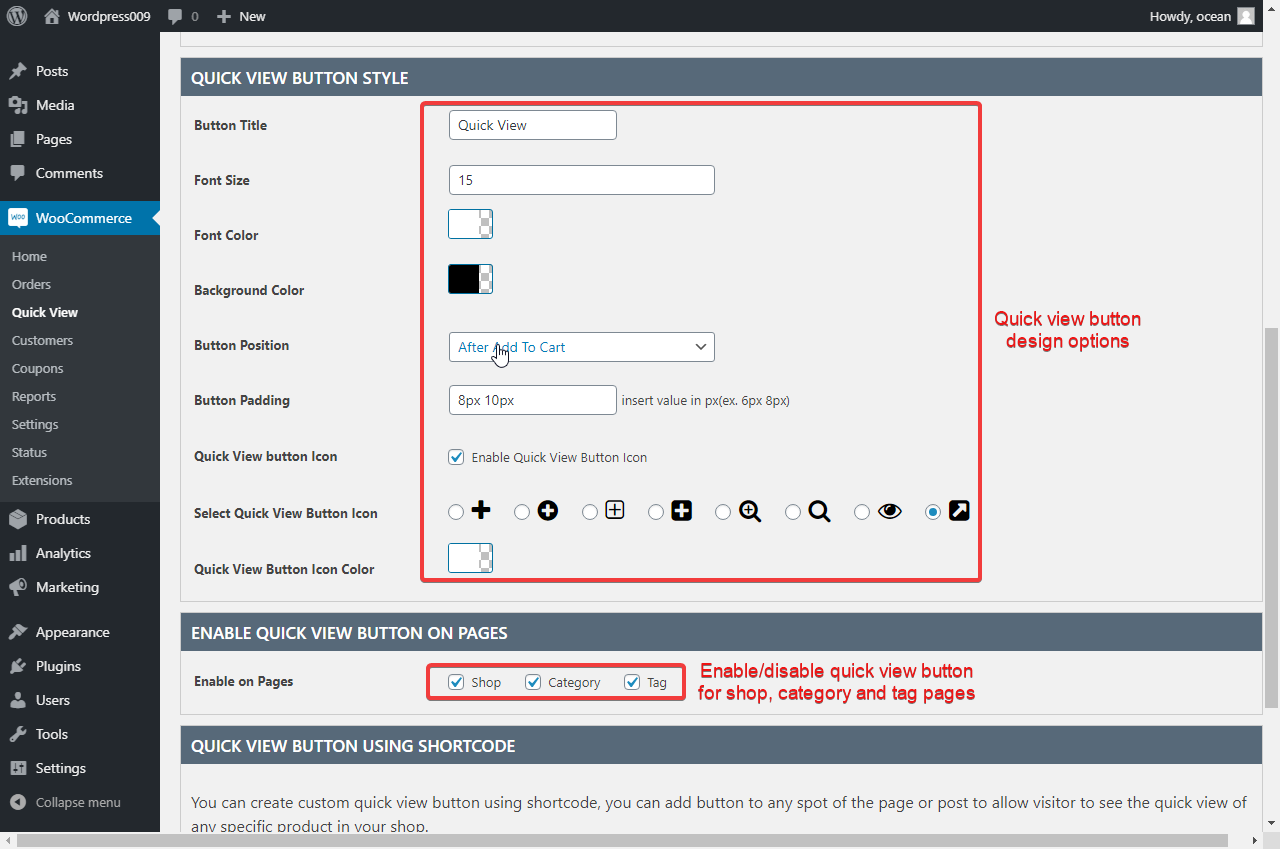 Wordpress009
0
New
Howdy, ocean
Posts
Media
Pages
Comments
WOO
WooCommerce
Home
Orders
Quick View
Customers
Coupons
Reports
Settings
Status
Extensions
Products
Analytics
Marketing
Appearance
Plugins
Users
Tools
Settings
Collapse menu
QUICK VIEW BUTTON STYLE
Button Title
Quick View
Font Size
15
Font Color
Background Color
Button Position
After Add To Cart
Button Padding
8px 10px
insert value in px(ex. 6px 8px)
Quick View button Icon
Enable Quick View Button Icon
Select Quick View Button Icon
Quick View Button Icon Color
Quick view button
design options
ENABLE QUICK VIEW BUTTON ON PAGES
Enable on Pages
Shop
Category
Tag
Enable/disable quick view button
for shop, category and tag pages
QUICK VIEW BUTTON USING SHORTCODE
You can create custom quick view button using shortcode, you can add button to any spot of the page or post to allow visitor to see the quick view of
any specific product in your shop.